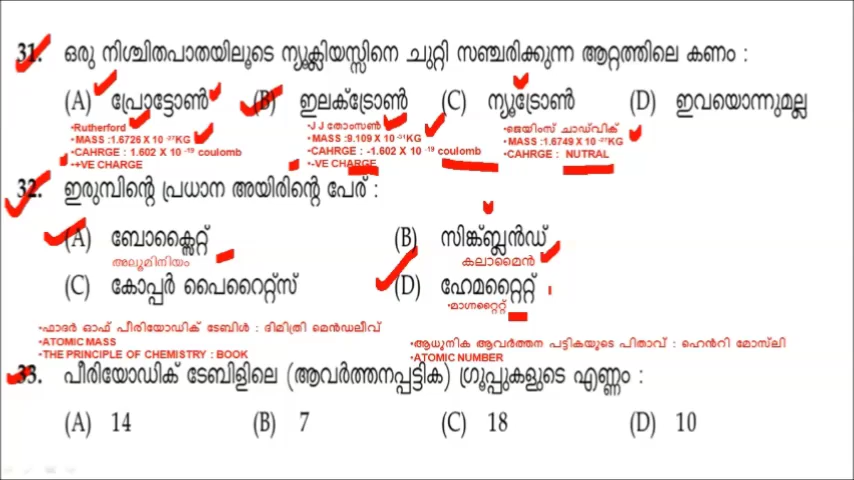 31. ഒരു നിശ്ചിതപാതയിലൂടെ ന്യൂക്ലിയസ്സിനെ ചുറ്റി സഞ്ചരിക്കുന്ന ആറ്റത്തിലെ കണം :
(A) പ്രോട്ടോൺ (B) ഇലക്ട്രോൺ (C) ന്യൂട്രോൺ (D) ഇവയൊന്നുമല്ല
•Rutherford •J J തോംസൺ •ജെയിംസ് ചാഡ്‌വിക്
•MASS :1.6726 X 10 -27KG •MASS :9.109 X 10 -31KG •MASS :1.6749 X 10 -27KG
•CAHRGE : 1.602 X 10 -19 coulomb •CAHRGE : -1.602 X 10 -19 coulomb •CAHRGE : NUTRAL
•+VE CHARGE •-VE CHARGE
32. ഇരുമ്പിന്റെ പ്രധാന അയിരിന്റെ പേര് :
(A) ബോക്സൈറ്റ് (B) സിങ്ക്ബ്ലൻഡ്
അലൂമിനിയം കലാമൈൻ
(C) കോപ്പർ പൈറൈറ്റ്സ് (D) ഹേമറ്റൈറ്റ്
•മാഗ്നറ്റൈറ്റ്
•ഫാദർ ഓഫ് പീരിയോഡിക് ടേബിൾ : ദിമിത്രി മെൻഡലീവ്
•ATOMIC MASS
•THE PRINCIPLE OF CHEMISTRY : BOOK
•ആധുനിക ആവർത്തന പട്ടികയുടെ പിതാവ് : ഹെൻറി മോസ്‌ലി
•ATOMIC NUMBER
33. പീരിയോഡിക് ടേബിളിലെ (ആവർത്തനപ്പട്ടിക) ഗ്രൂപ്പുകളുടെ എണ്ണം :
(A) 14 (B) 7 (C) 18 (D) 10